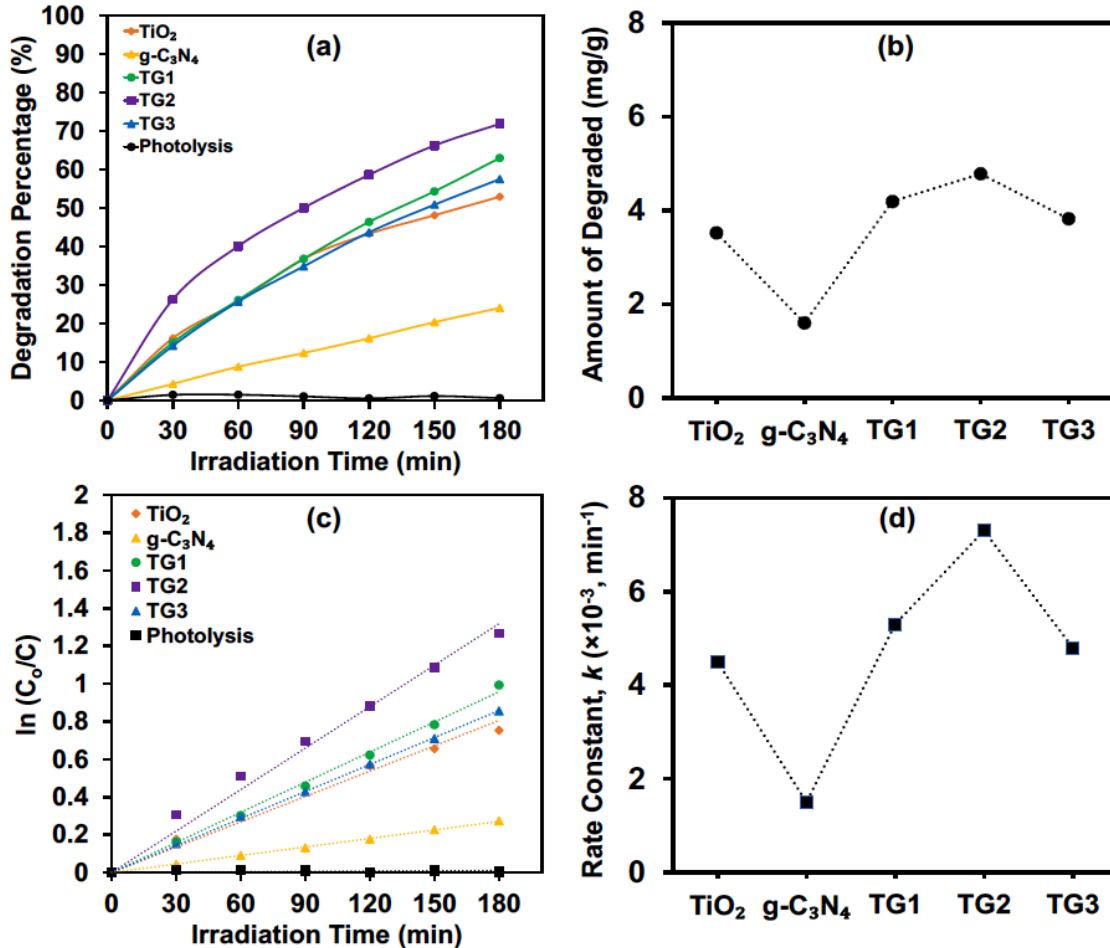 (a)
Degradation Percentage (%)
100
90
80
70
60
50
40
30
20
10
0
TiO₂
g-C₃N₄
TG1
TG2
TG3
Photolysis
0 30 60 90 120 150 180
Irradiation Time (min)
(b)
Amount of Degraded (mg/g)
8
6
4
2
0
TiO₂ g-C₃N₄ TG1 TG2 TG3
(c)
ln (Cₒ/C)
2
1.8
1.6
1.4
1.2
1
0.8
0.6
0.4
0.2
0
TiO₂
g-C₃N₄
TG1
TG2
TG3
Photolysis
0 30 60 90 120 150 180
Irradiation Time (min)
(d)
Rate Constant, k (×10⁻³, min⁻¹)
8
6
4
2
0
TiO₂ g-C₃N₄ TG1 TG2 TG3